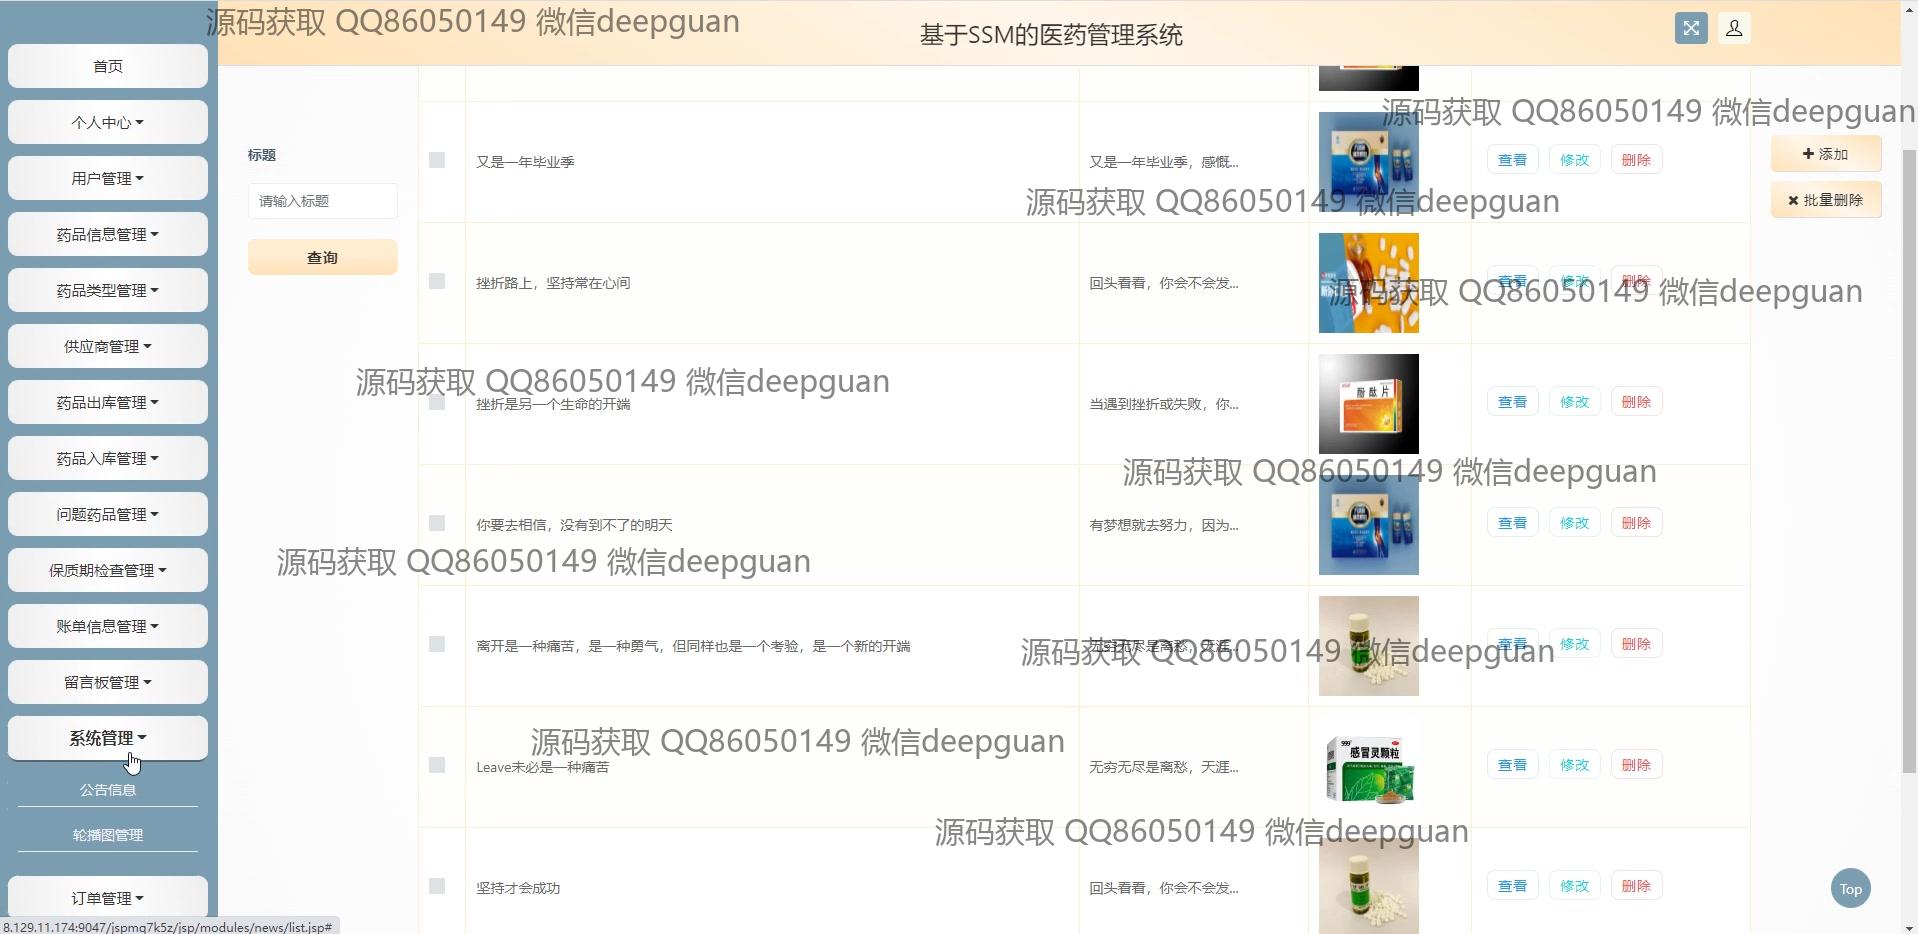 源码获取 QQ86050149 微信deepguan
基于SSM的医药管理系统
首页
个人中心
用户管理
药品信息管理
药品类型管理
供应商管理
药品出库管理
药品入库管理
问题药品管理
保质期检查管理
账单信息管理
留言板管理
系统管理
公告信息
轮播图管理
订单管理
标题
请输入标题
查询
源码获取 QQ86050149 微信deepguan
添加
批量删除
又是一年毕业季 又是一年毕业季，感慨... 查看 修改 删除
源码获取 QQ86050149 微信deepguan
挫折路上，坚持常在心间 回头看看，你会不会发... 查看 修改 删除
源码获取 QQ86050149 微信deepguan
源码获取 QQ86050149 微信deepguan
挫折是另一个生命的开端 当遇到挫折或失败，你... 酚酞片 查看 修改 删除
源码获取 QQ86050149 微信deepguan
你要去相信，没有到不了的明天 有梦想就去努力，因为... 查看 修改 删除
源码获取 QQ86050149 微信deepguan
离开是一种痛苦，是一种勇气，但同样也是一个考验，是一个新的开端 无穷无尽是离愁，天涯... 查看 修改 删除
源码获取 QQ86050149 微信deepguan
源码获取 QQ86050149 微信deepguan
Leave未必是一种痛苦 无穷无尽是离愁，天涯... 999 感冒灵颗粒 查看 修改 删除
源码获取 QQ86050149 微信deepguan
坚持才会成功 回头看看，你会不会发... 查看 修改 删除
Top
8.129.11.174:9047/jspmq7k5z/jsp/modules/news/list.jsp#